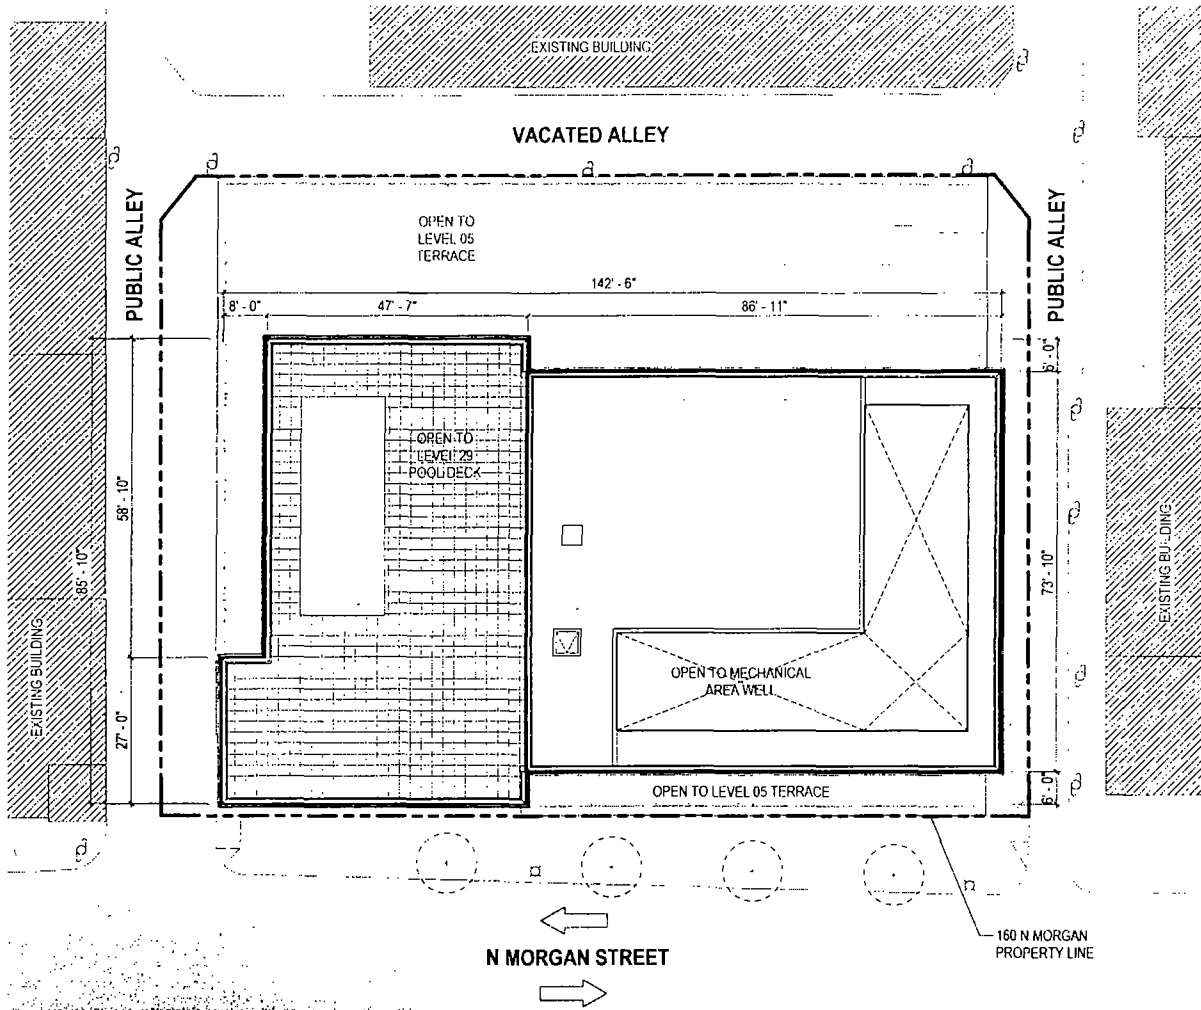 EXISTING BUILDING
VACATED ALLEY
PUBLIC ALLEY
OPEN TO
LEVEL 05
TERRACE
PUBLIC ALLEY
142' - 6"
8' - 0"
47' - 7"
86' - 11"
6' - 0"
OPEN TO
LEVEL 29
POOL DECK
58' - 10"
85' - 10"
73' - 10"
EXISTING BUILDING
EXISTING BUILDING
OPEN TO MECHANICAL
AREA WELL
27' - 0"
OPEN TO LEVEL 05 TERRACE
6' - 0"
160 N MORGAN
PROPERTY LINE
N MORGAN STREET